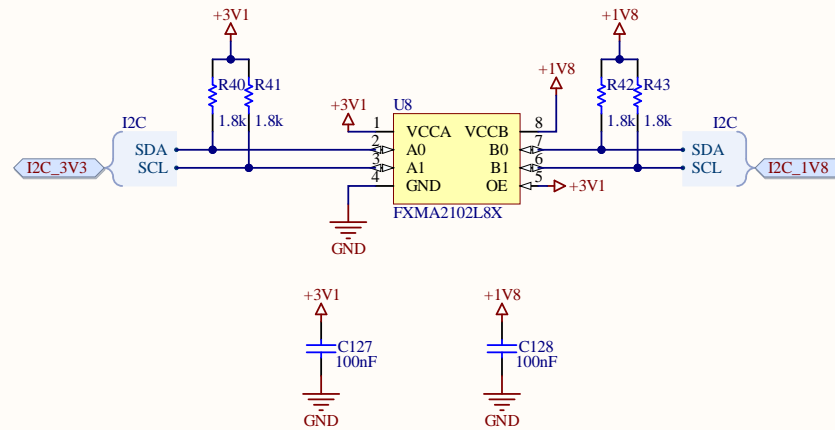 +3V1
+1V8
R40
R41
1.8k
1.8k
+3V1
U8
+1V8
R42
R43
1.8k
1.8k
I2C
I2C
1
VCCA
VCCB
8
SDA
2
A0
B0
7
SDA
I2C_3V3
SCL
3
A1
B1
6
SCL
I2C_1V8
4
GND
OE
5
+3V1
FXMA2102L8X
GND
+3V1
+1V8
C127
100nF
C128
100nF
GND
GND